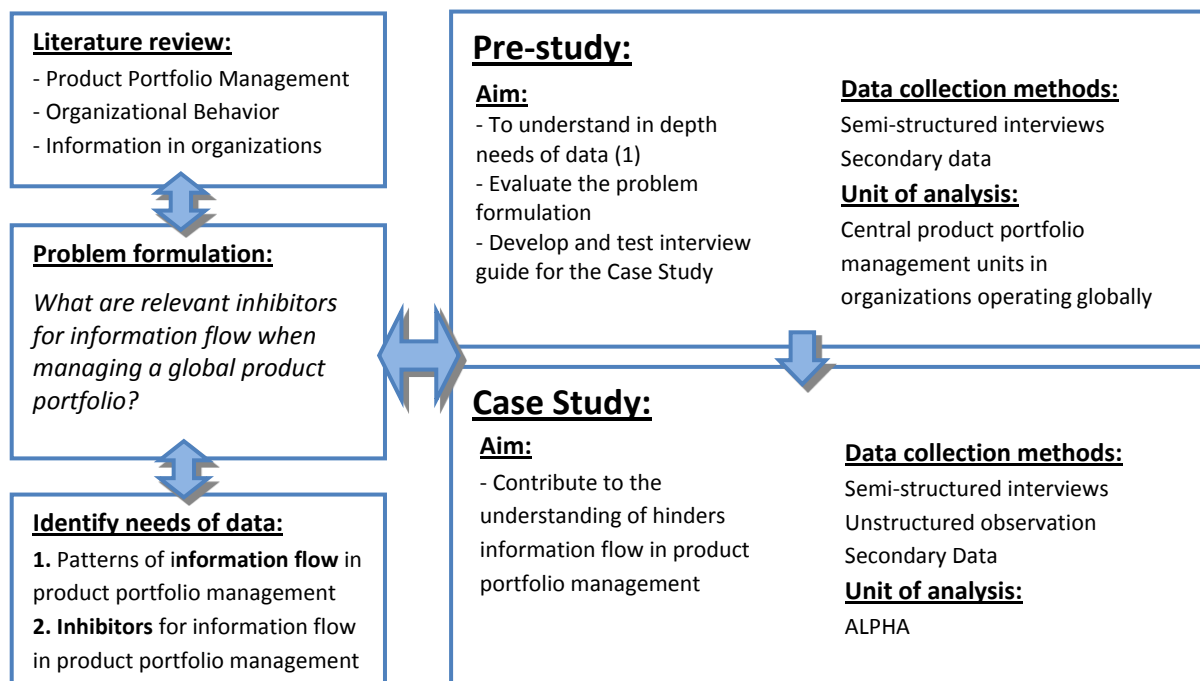 Literature review:
- Product Portfolio Management
- Organizational Behavior
- Information in organizations
Problem formulation:
What are relevant inhibitors
for information flow when
managing a global product
portfolio?
Identify needs of data:
1. Patterns of information flow in
product portfolio management
2. Inhibitors for information flow
in product portfolio management
Pre-study:
Aim:
- To understand in depth
needs of data (1)
- Evaluate the problem
formulation
- Develop and test interview
guide for the Case Study
Data collection methods:
Semi-structured interviews
Secondary data
Unit of analysis:
Central product portfolio
management units in
organizations operating globally
Case Study:
Aim:
- Contribute to the
understanding of hinders
information flow in product
portfolio management
Data collection methods:
Semi-structured interviews
Unstructured observation
Secondary Data
Unit of analysis:
ALPHA